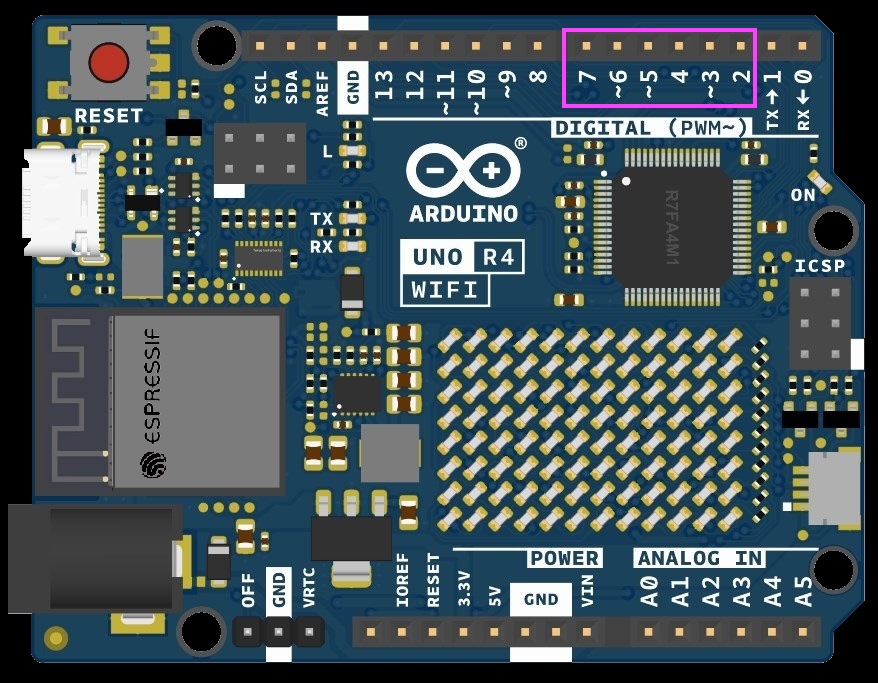 RESET
SCL
SDA
AREF
GND
13
12
~11
~10
~9
8
7
~6
~5
4
~3
2
TX→1
RX←0
DIGITAL (PWM~)
L
®
ARDUINO
TX
RX
UNO R4
WIFI
R7FA4M1
ON
ICSP
ESPRESSIF
POWER
ANALOG IN
OFF
GND
VRTC
IOREF
RESET
3.3V
5V
GND
VIN
A0
A1
A2
A3
A4
A5